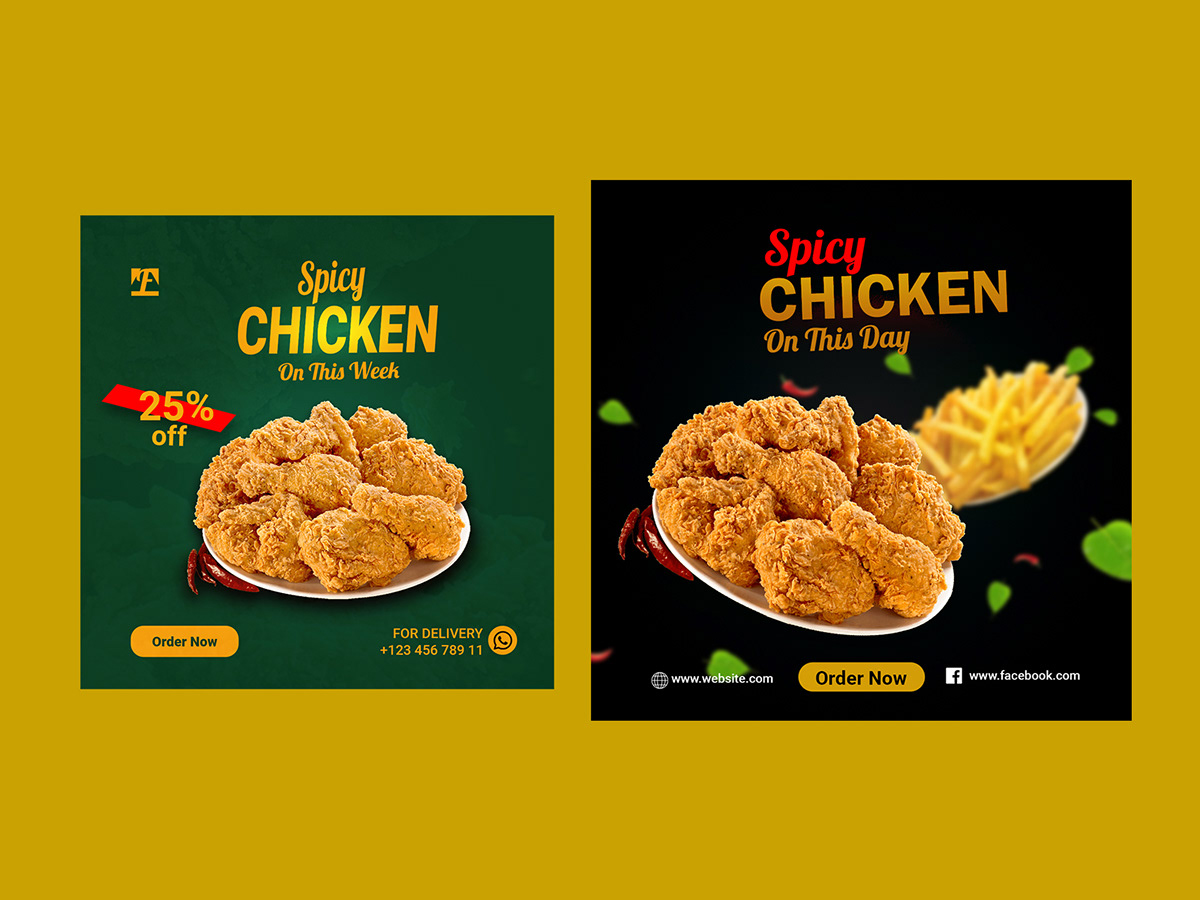 F
Spicy
CHICKEN
On This Week
25%
off
Order Now
FOR DELIVERY
+123 456 789 11
Spicy
CHICKEN
On This Day
www.website.com
Order Now
www.facebook.com